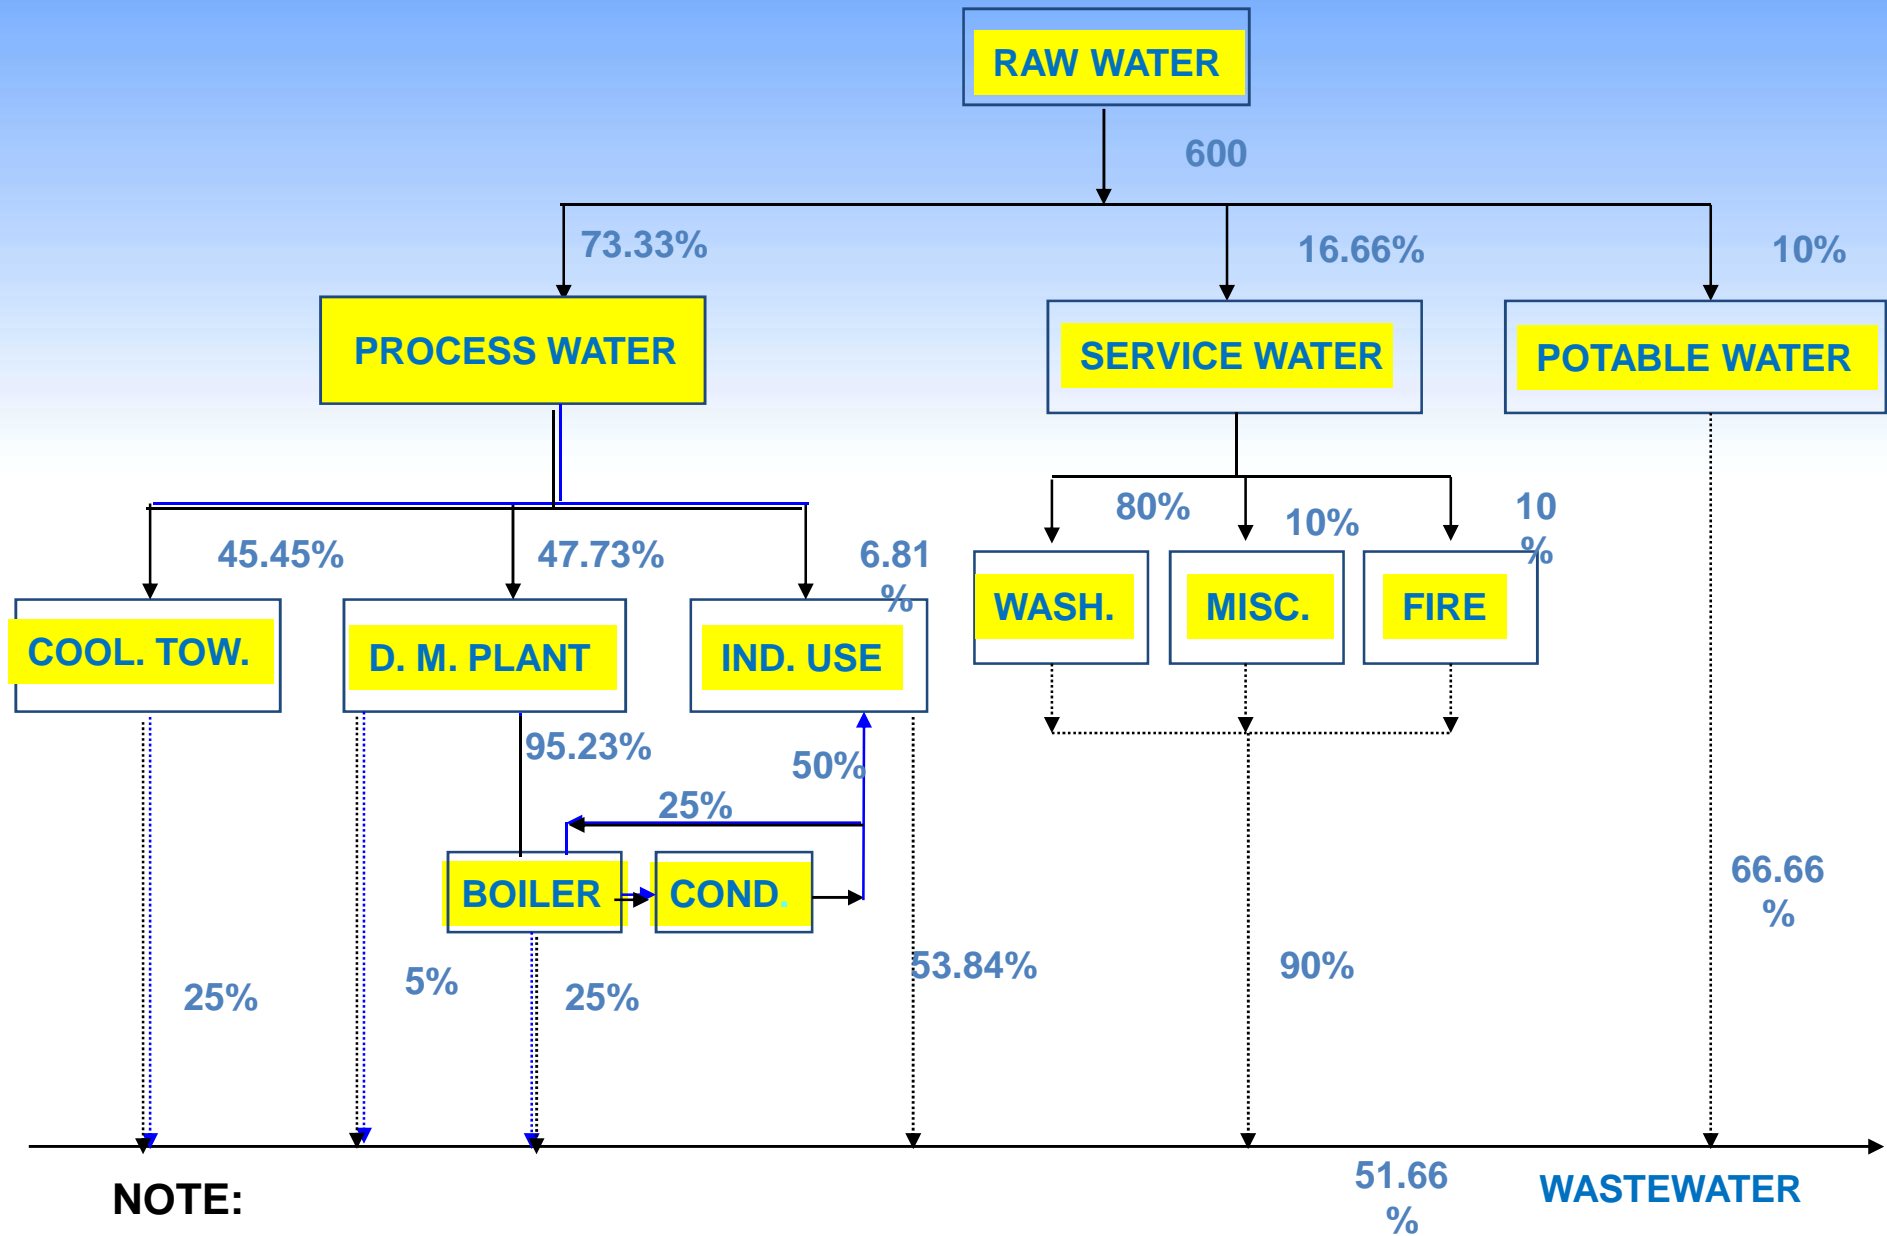 RAW WATER
600
73.33%
16.66%
10%
PROCESS WATER
SERVICE WATER
POTABLE WATER
45.45%
47.73%
6.81
%
80%
10%
10
%
COOL. TOW.
D. M. PLANT
IND. USE
WASH.
MISC.
FIRE
95.23%
50%
25%
BOILER
COND.
66.66
%
25%
5%
25%
53.84%
90%
51.66
%
WASTEWATER
NOTE: